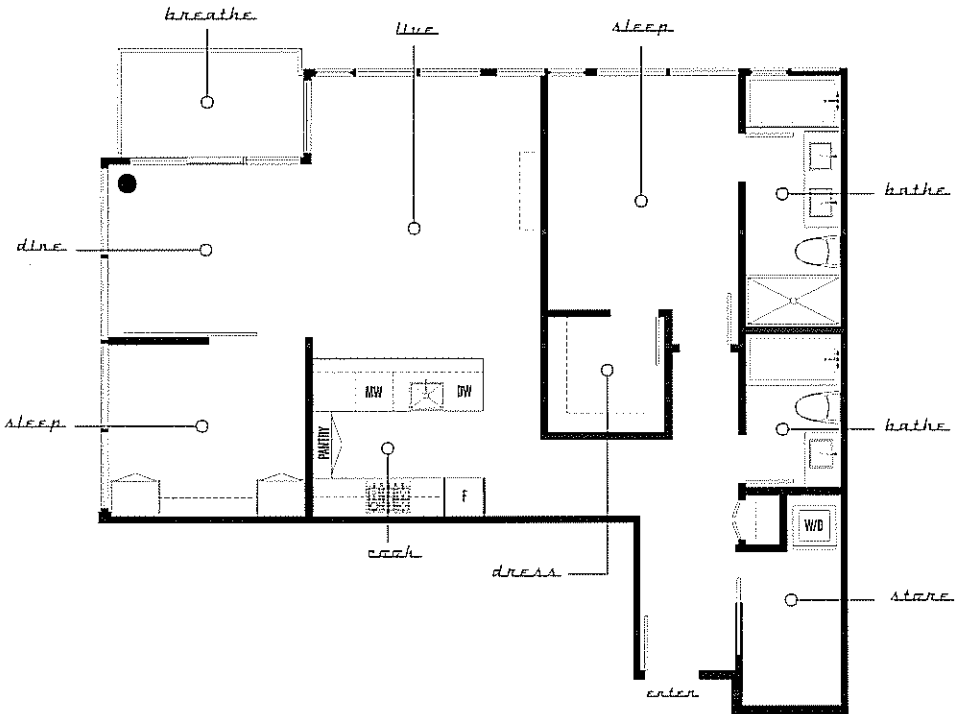 breathe
live
sleep
bathe
dine
MW
DW
sleep
PANTRY
bathe
F
W/D
cook
dress
store
enter